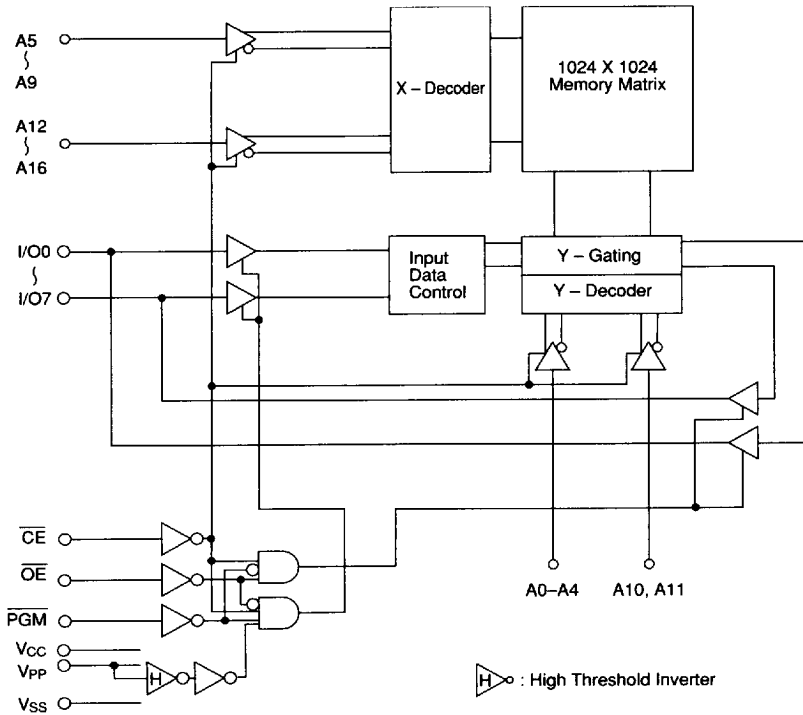 A5
A9
A12
A16
X – Decoder
1024 X 1024
Memory Matrix
I/O0
I/O7
Input
Data
Control
Y – Gating
Y – Decoder
CE
OE
PGM
VCC
VPP
VSS
A0–A4
A10, A11
H
H
: High Threshold Inverter